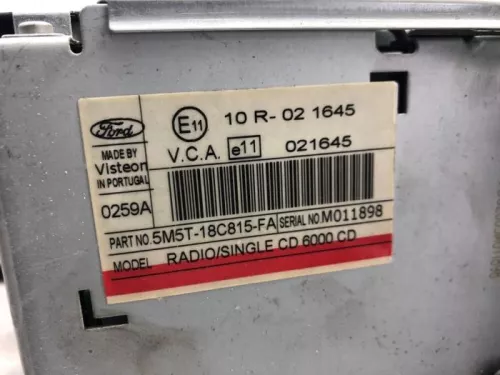 Ford
E11 10 R- 02 1645
MADE BY
Visteon
IN PORTUGAL
V.C.A. e11 021645
0259A
PART NO. 5M5T-18C815-FA SERIAL NO. M011898
MODEL RADIO/SINGLE CD 6000 CD